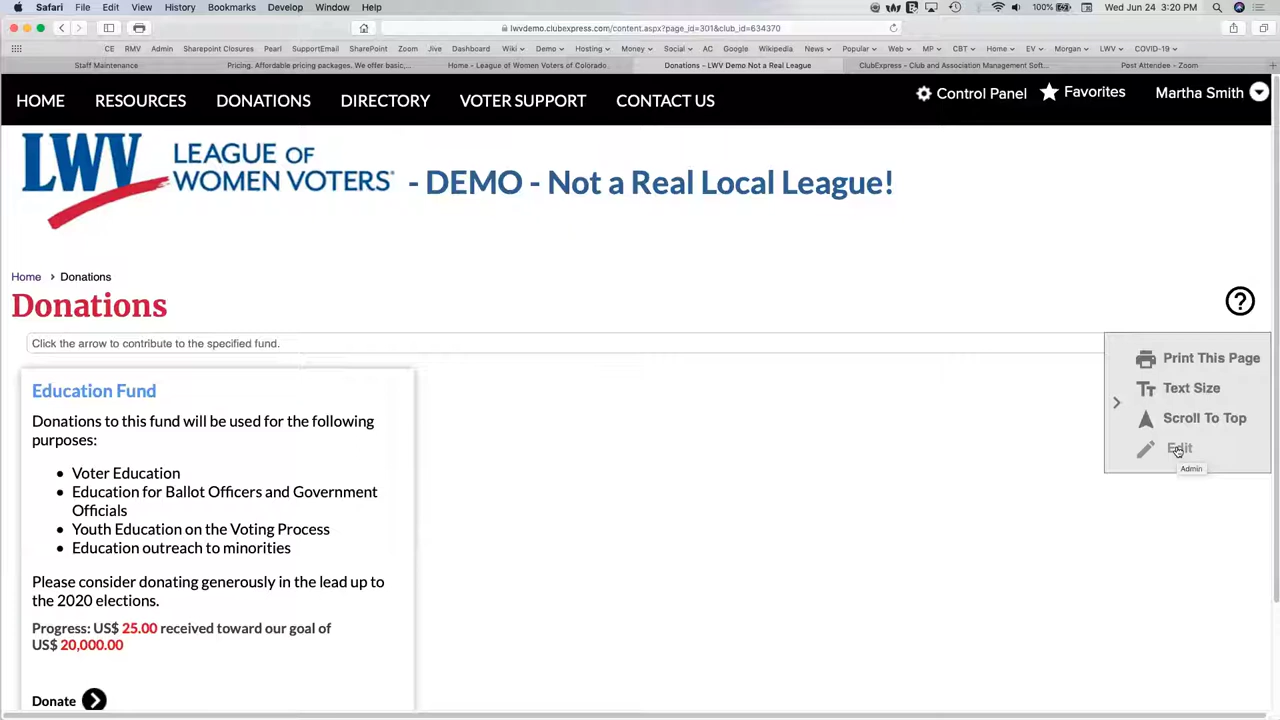 Safari File Edit View History Bookmarks Develop Window Help 100% Wed Jun 24 3:20 PM
lwvdemo.clubexpress.com/content.aspx?page_id=301&club_id=634370
CE RMV Admin Sharepoint Closures Pearl SupportEmail SharePoint Zoom Jive Dashboard Wiki Demo Hosting Money Social AC Google Wikipedia News Popular Web MP CBT Home EV Morgan LWV COVID-19
Staff Maintenance Pricing. Affordable pricing packages. We offer basic,... Home - League of Women Voters of Colorado Donations - LWV Demo Not a Real League ClubExpress - Club and Association Management Soft... Post Attendee - Zoom
HOME RESOURCES DONATIONS DIRECTORY VOTER SUPPORT CONTACT US Control Panel Favorites Martha Smith
LWV LEAGUE OF WOMEN VOTERS® - DEMO - Not a Real Local League!
Home > Donations
Donations
Click the arrow to contribute to the specified fund.
Print This Page
Text Size
Scroll To Top
Edit
Admin
Education Fund
Donations to this fund will be used for the following
purposes:
• Voter Education
• Education for Ballot Officers and Government
Officials
• Youth Education on the Voting Process
• Education outreach to minorities
Please consider donating generously in the lead up to
the 2020 elections.
Progress: US$ 25.00 received toward our goal of
US$ 20,000.00
Donate